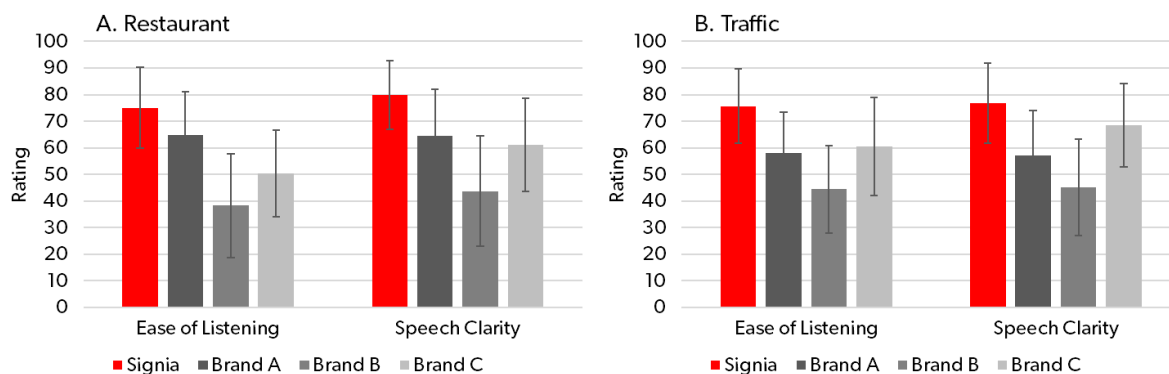 A. Restaurant
100
90
80
70
60
50
40
30
20
10
0
Rating
Ease of Listening
Speech Clarity
Signia
Brand A
Brand B
Brand C
B. Traffic
100
90
80
70
60
50
40
30
20
10
0
Rating
Ease of Listening
Speech Clarity
Signia
Brand A
Brand B
Brand C